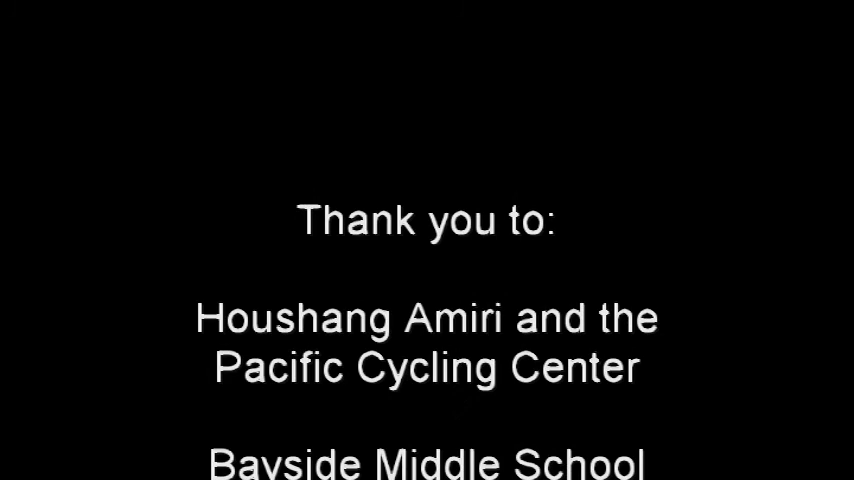 Thank you to:
Houshang Amiri and the
Pacific Cycling Center
Bayside Middle School